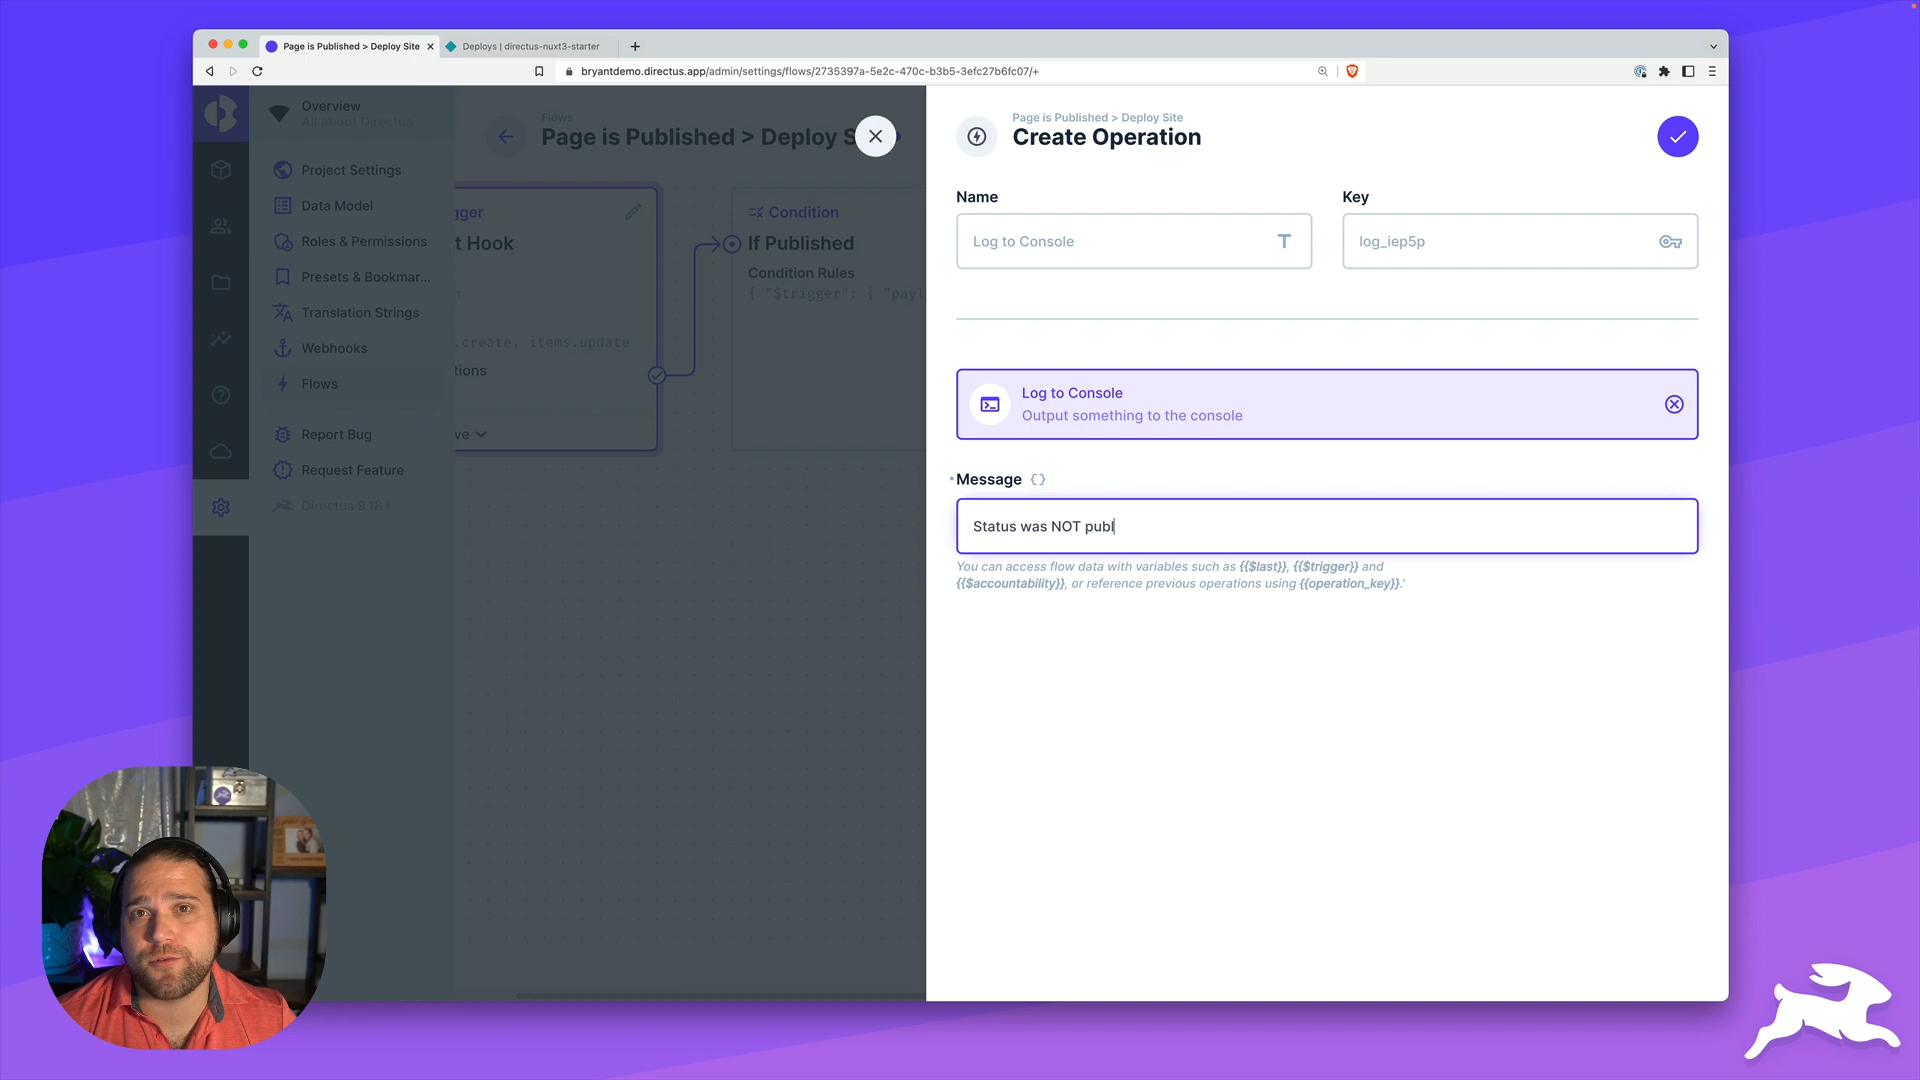 Page is Published > Deploy Site
Deploys | directus-nuxt3-starter
bryantdemo.directus.app/admin/settings/flows/2735397a-5e2c-470c-b3b5-3efc27b6fc07/+
Overview
All about Directus
Project Settings
Data Model
Roles & Permissions
Presets & Bookmar...
Translation Strings
Webhooks
Flows
Report Bug
Request Feature
Directus 9.18.1
Flows
Page is Published > Deploy S
gger
t Hook
.create, items.update
tions
ve
Condition
If Published
Condition Rules
{ "$trigger": { "payl
Page is Published > Deploy Site
Create Operation
Name
Key
Log to Console
log_iep5p
Log to Console
Output something to the console
Message
Status was NOT publ
You can access flow data with variables such as {{$last}}, {{$trigger}} and
{{$accountability}}, or reference previous operations using {{operation_key}}.'